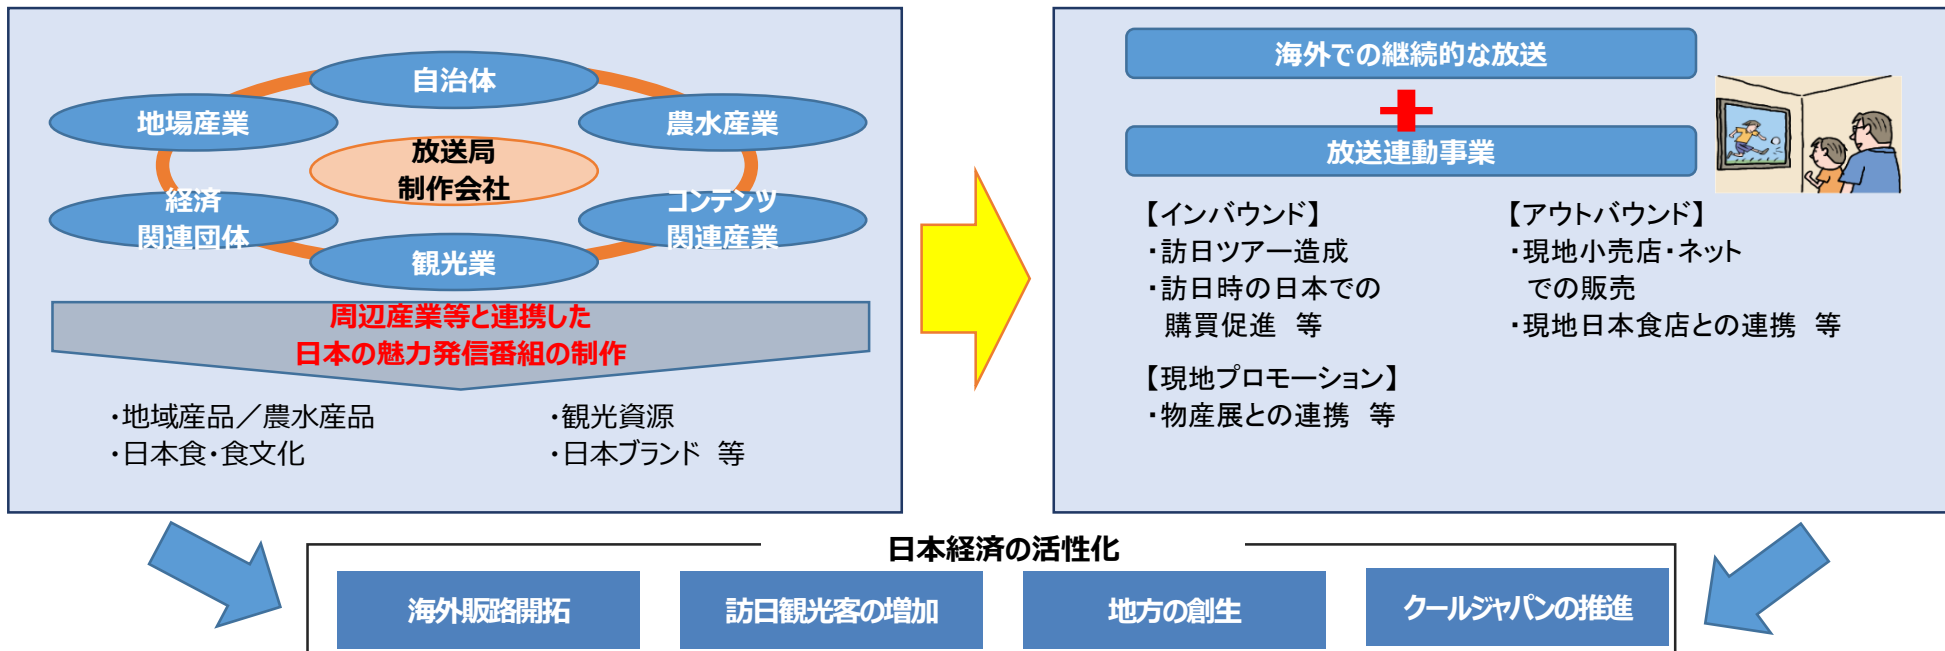 自治体
地場産業
農水産業
放送局
制作会社
経済
関連団体
コンテンツ
関連産業
観光業
周辺産業等と連携した
日本の魅力発信番組の制作
・地域産品／農水産品
・日本食・食文化
・観光資源
・日本ブランド 等
海外での継続的な放送
+
放送連動事業
【インバウンド】
・訪日ツアー造成
・訪日時の日本での
購買促進 等
【アウトバウンド】
・現地小売店・ネット
での販売
・現地日本食店との連携 等
【現地プロモーション】
・物産展との連携 等
日本経済の活性化
海外販路開拓
訪日観光客の増加
地方の創生
クールジャパンの推進